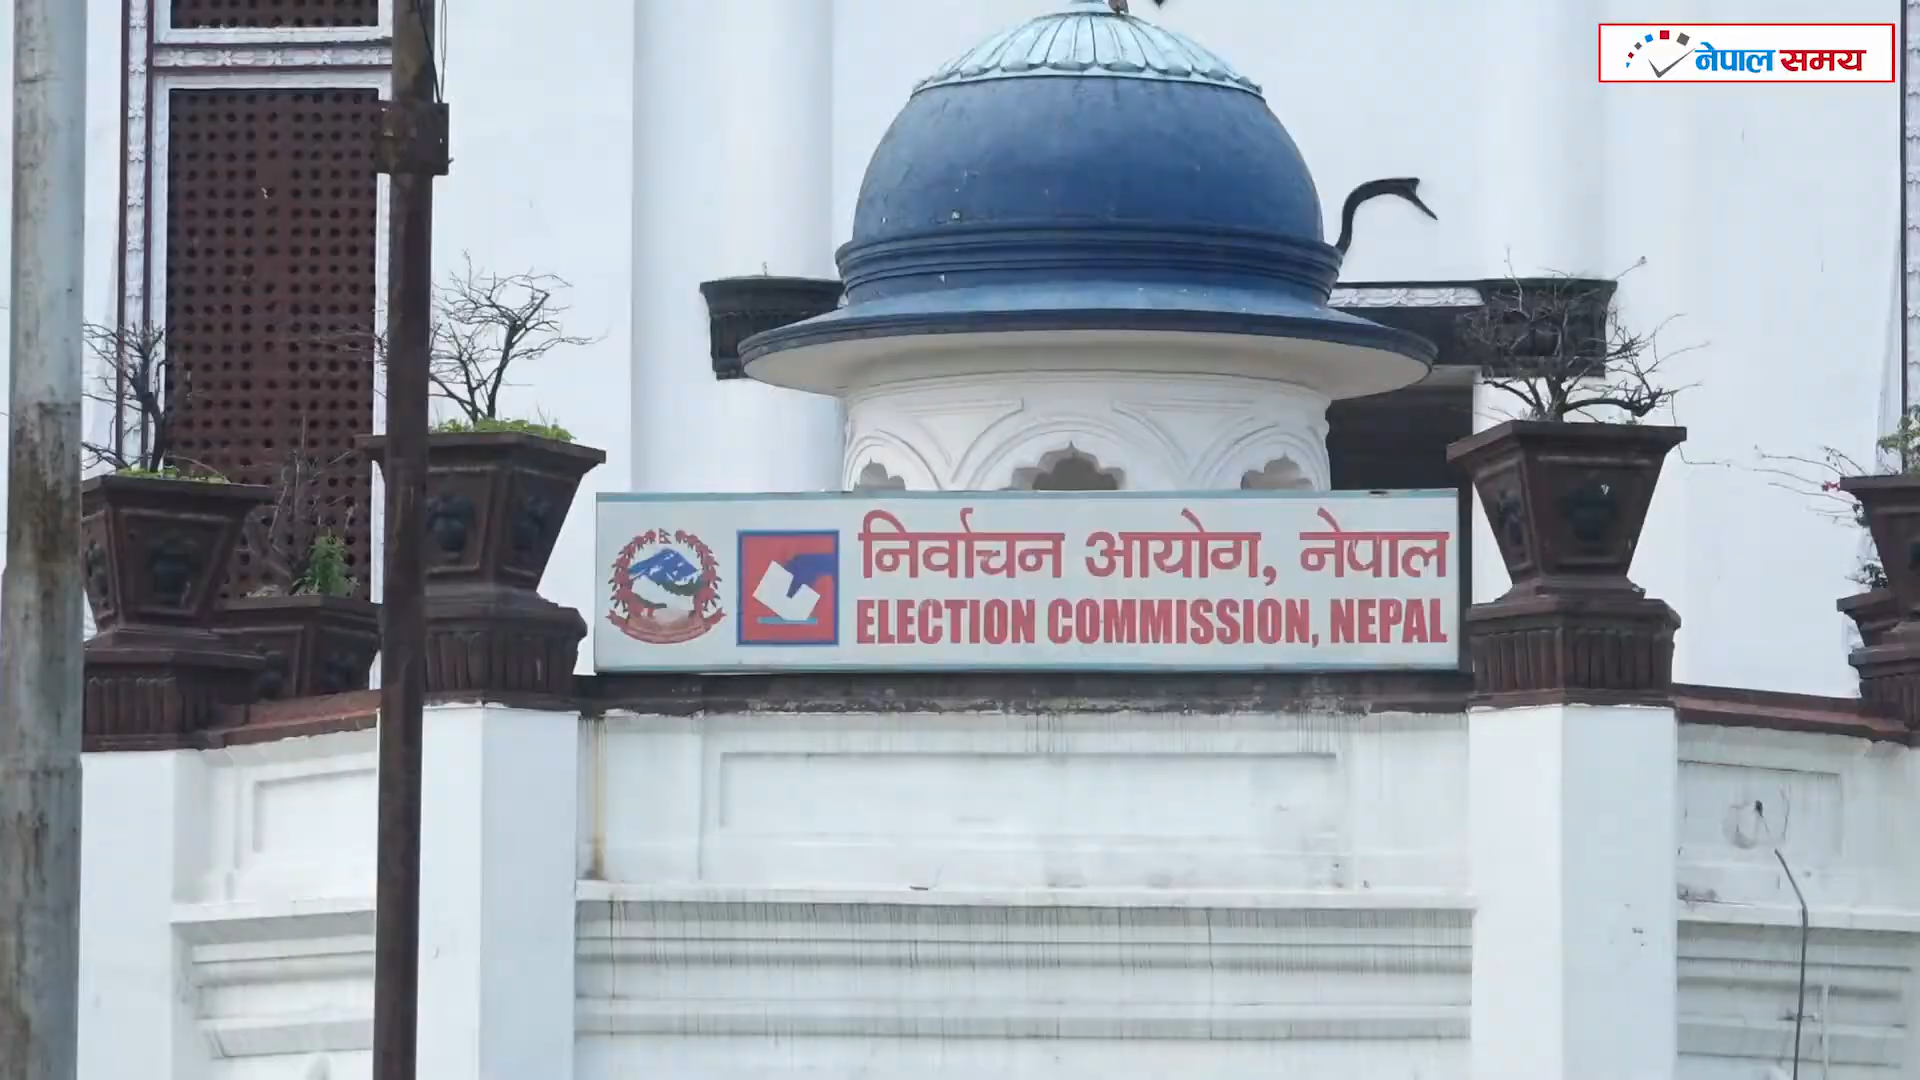 नेपाल समय
निर्वाचन आयोग, नेपाल
ELECTION COMMISSION, NEPAL